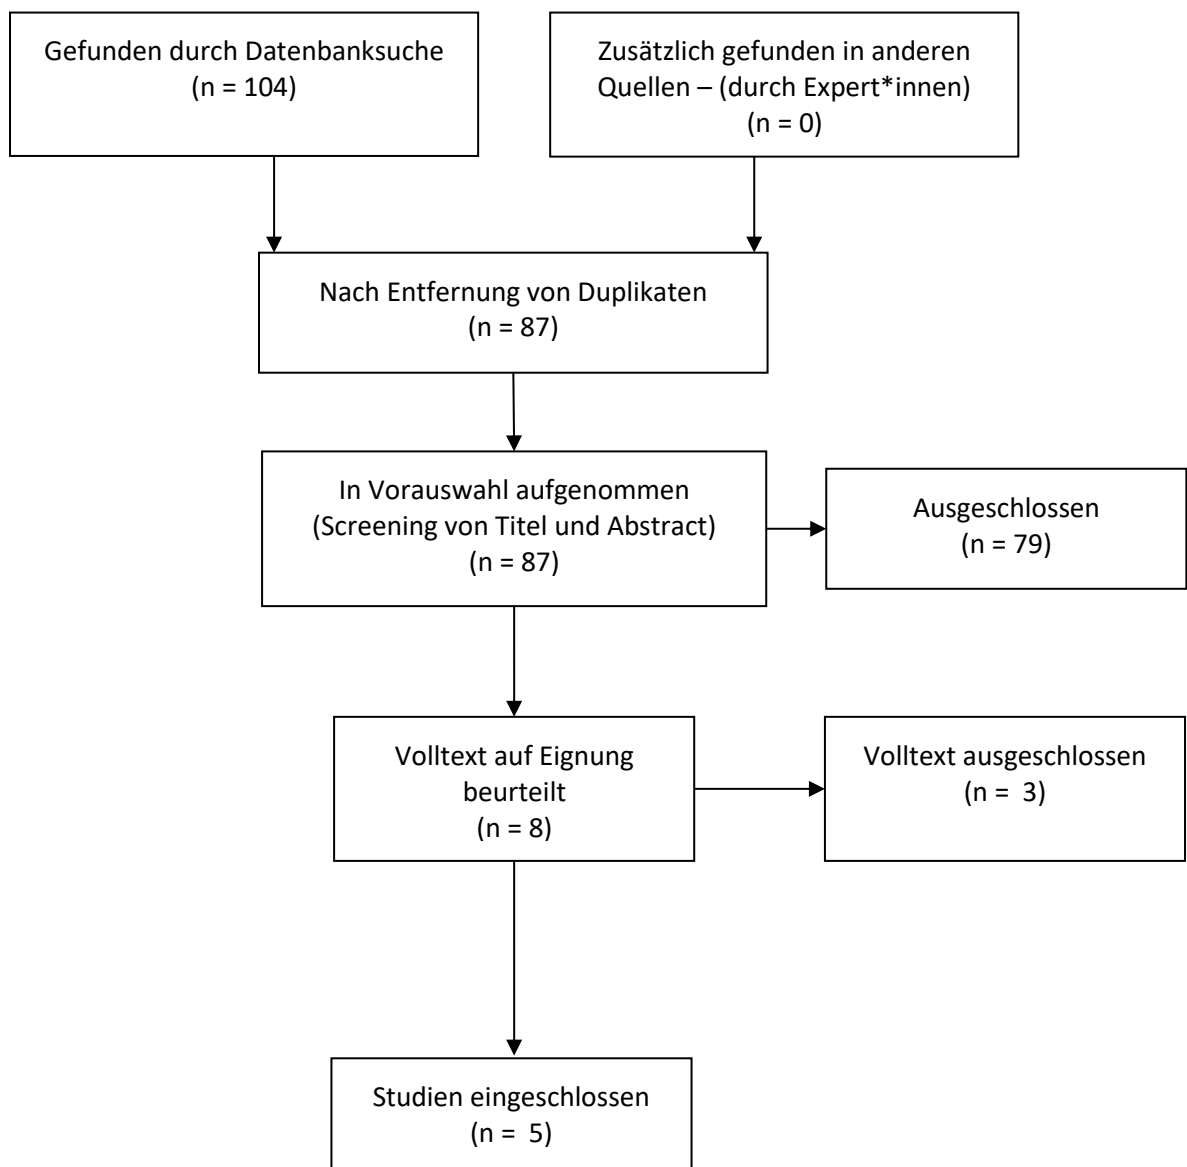 Gefunden durch Datenbanksuche
(n = 104)
Zusätzlich gefunden in anderen
Quellen – (durch Expert*innen)
(n = 0)
Nach Entfernung von Duplikaten
(n = 87)
In Vorauswahl aufgenommen
(Screening von Titel und Abstract)
(n = 87)
Ausgeschlossen
(n = 79)
Volltext auf Eignung
beurteilt
(n = 8)
Volltext ausgeschlossen
(n =  3)
Studien eingeschlossen
(n =  5)